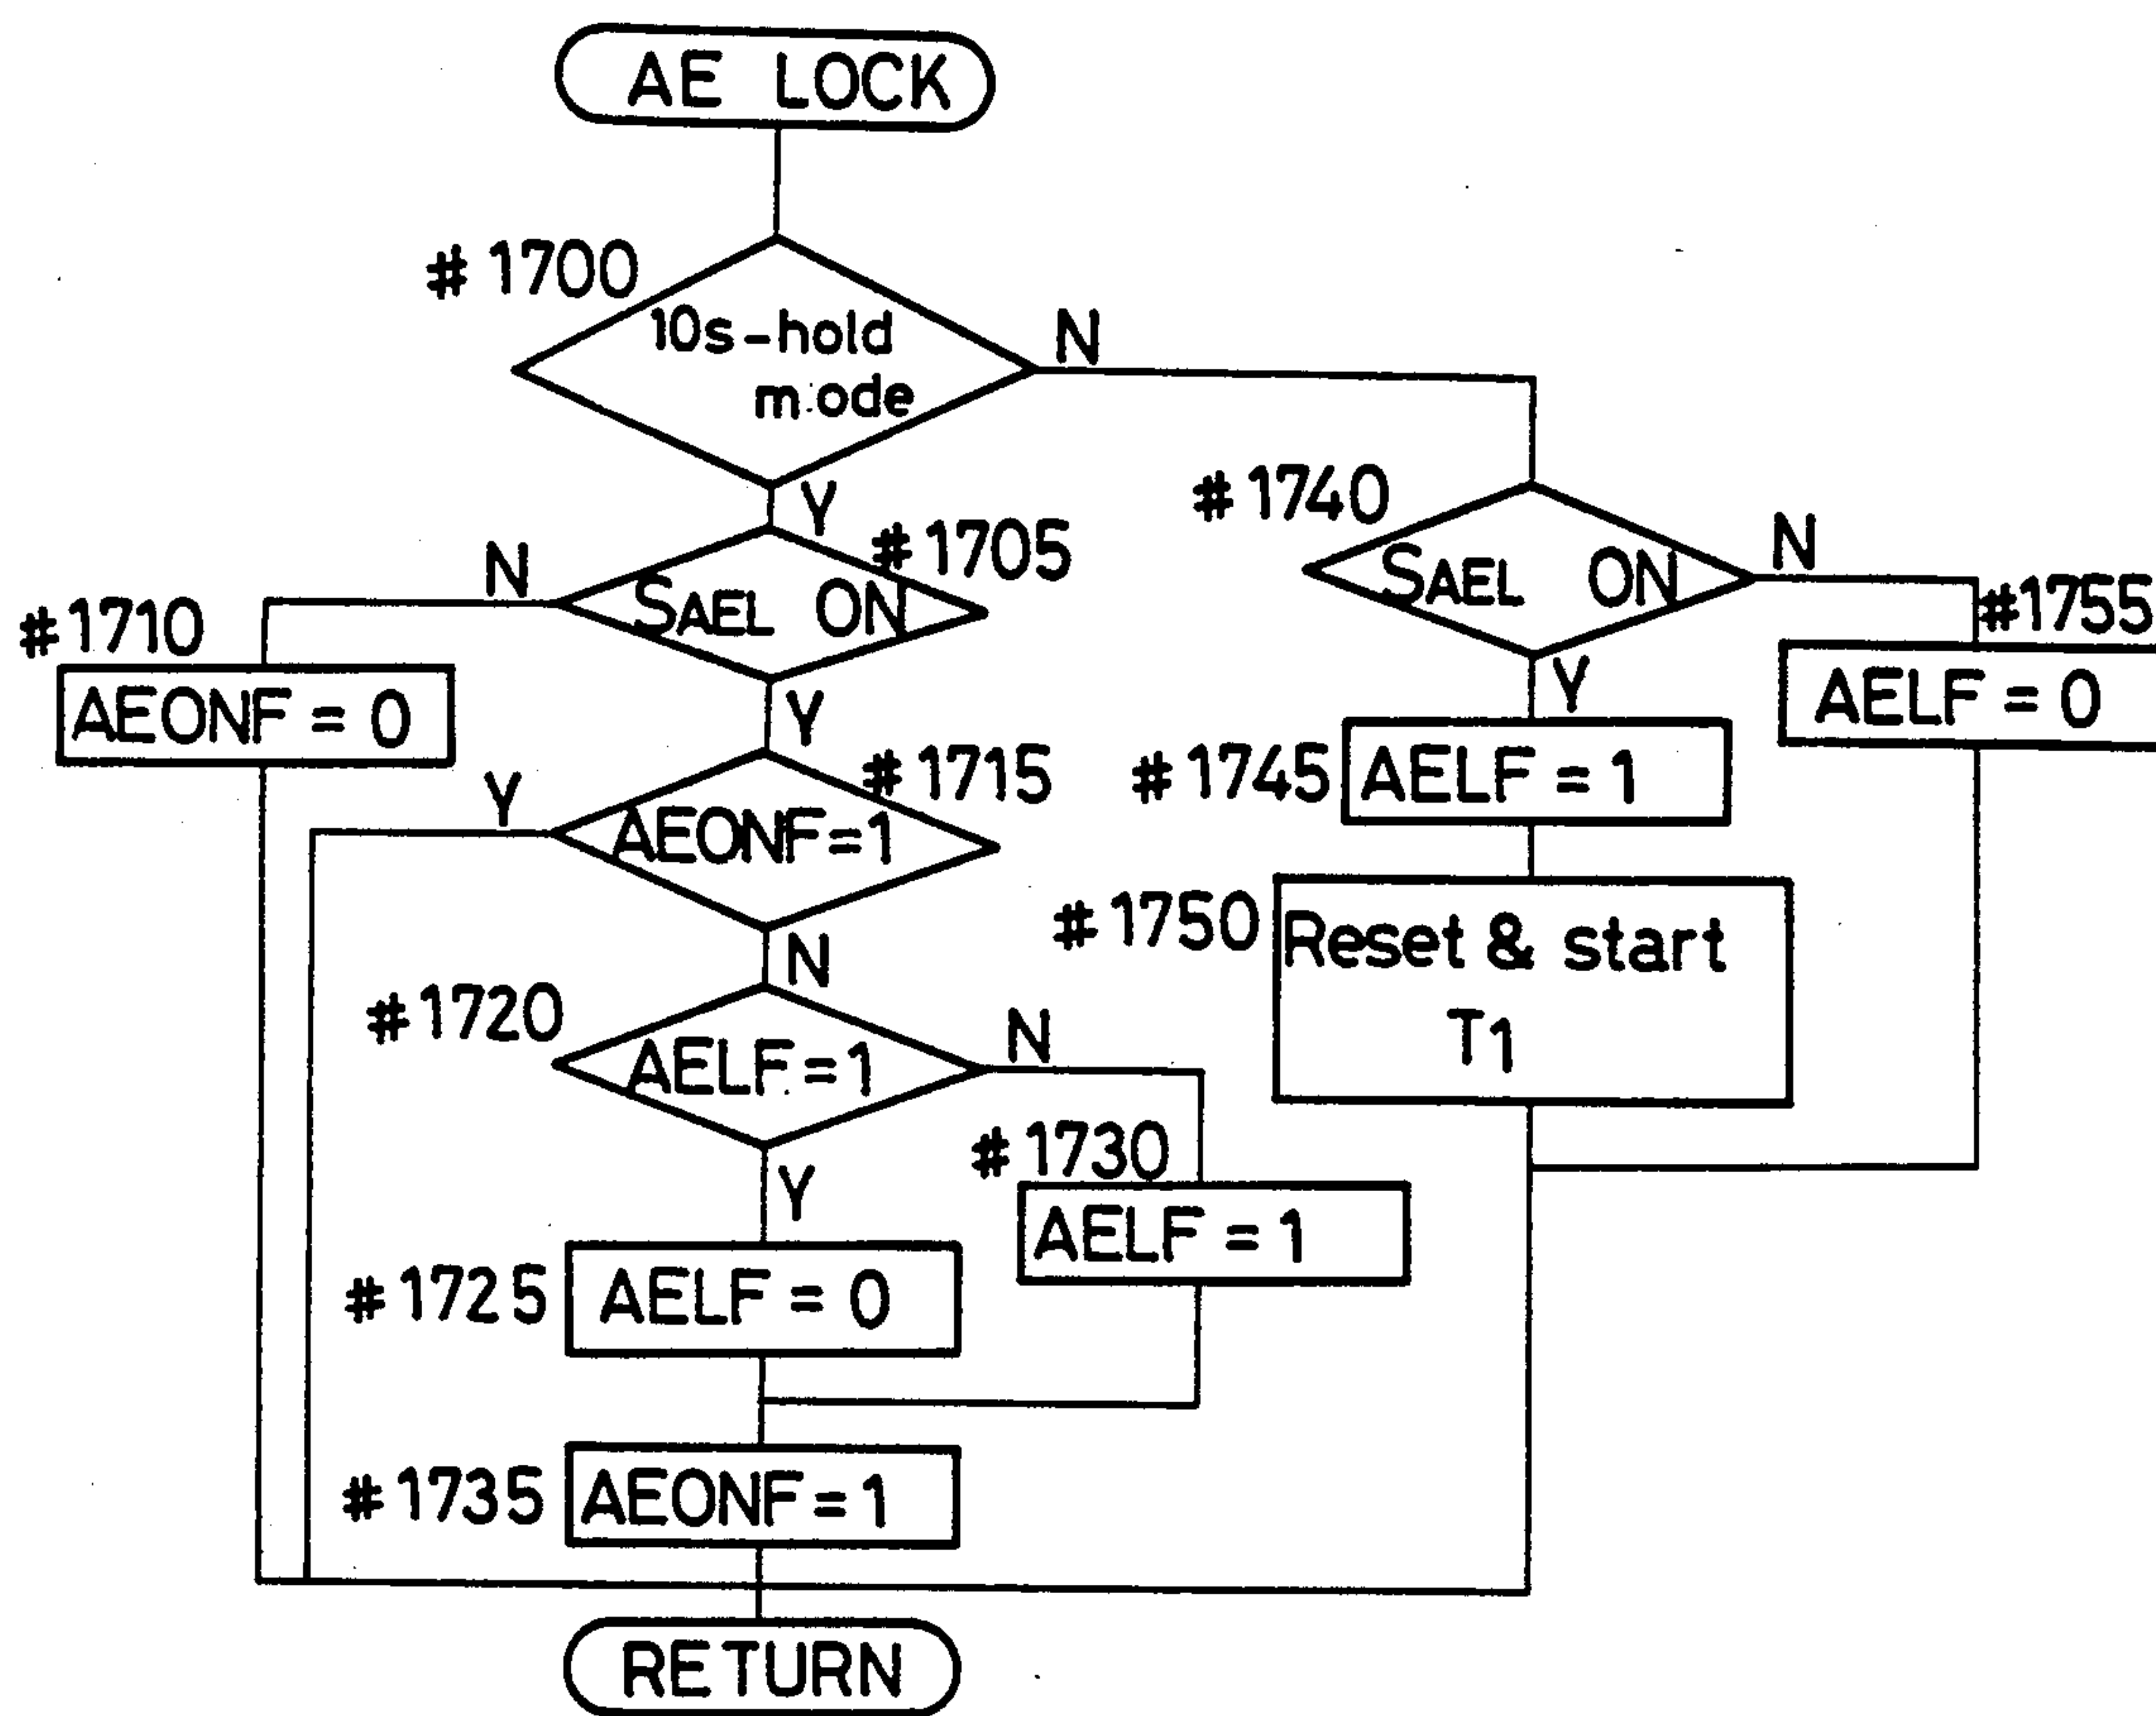 AE LOCK
#1700
10s-hold
mode
N
Y
#1705
N
SAEL ON
#1710
AEONF = 0
Y
#1715
Y
AEONF=1
N
#1720
AELF=1
N
Y
#1730
AELF = 1
#1725
AELF = 0
#1735
AEONF=1
#1740
SAEL ON
N
#1755
AELF = 0
Y
#1745
AELF = 1
#1750
Reset & start
T1
RETURN